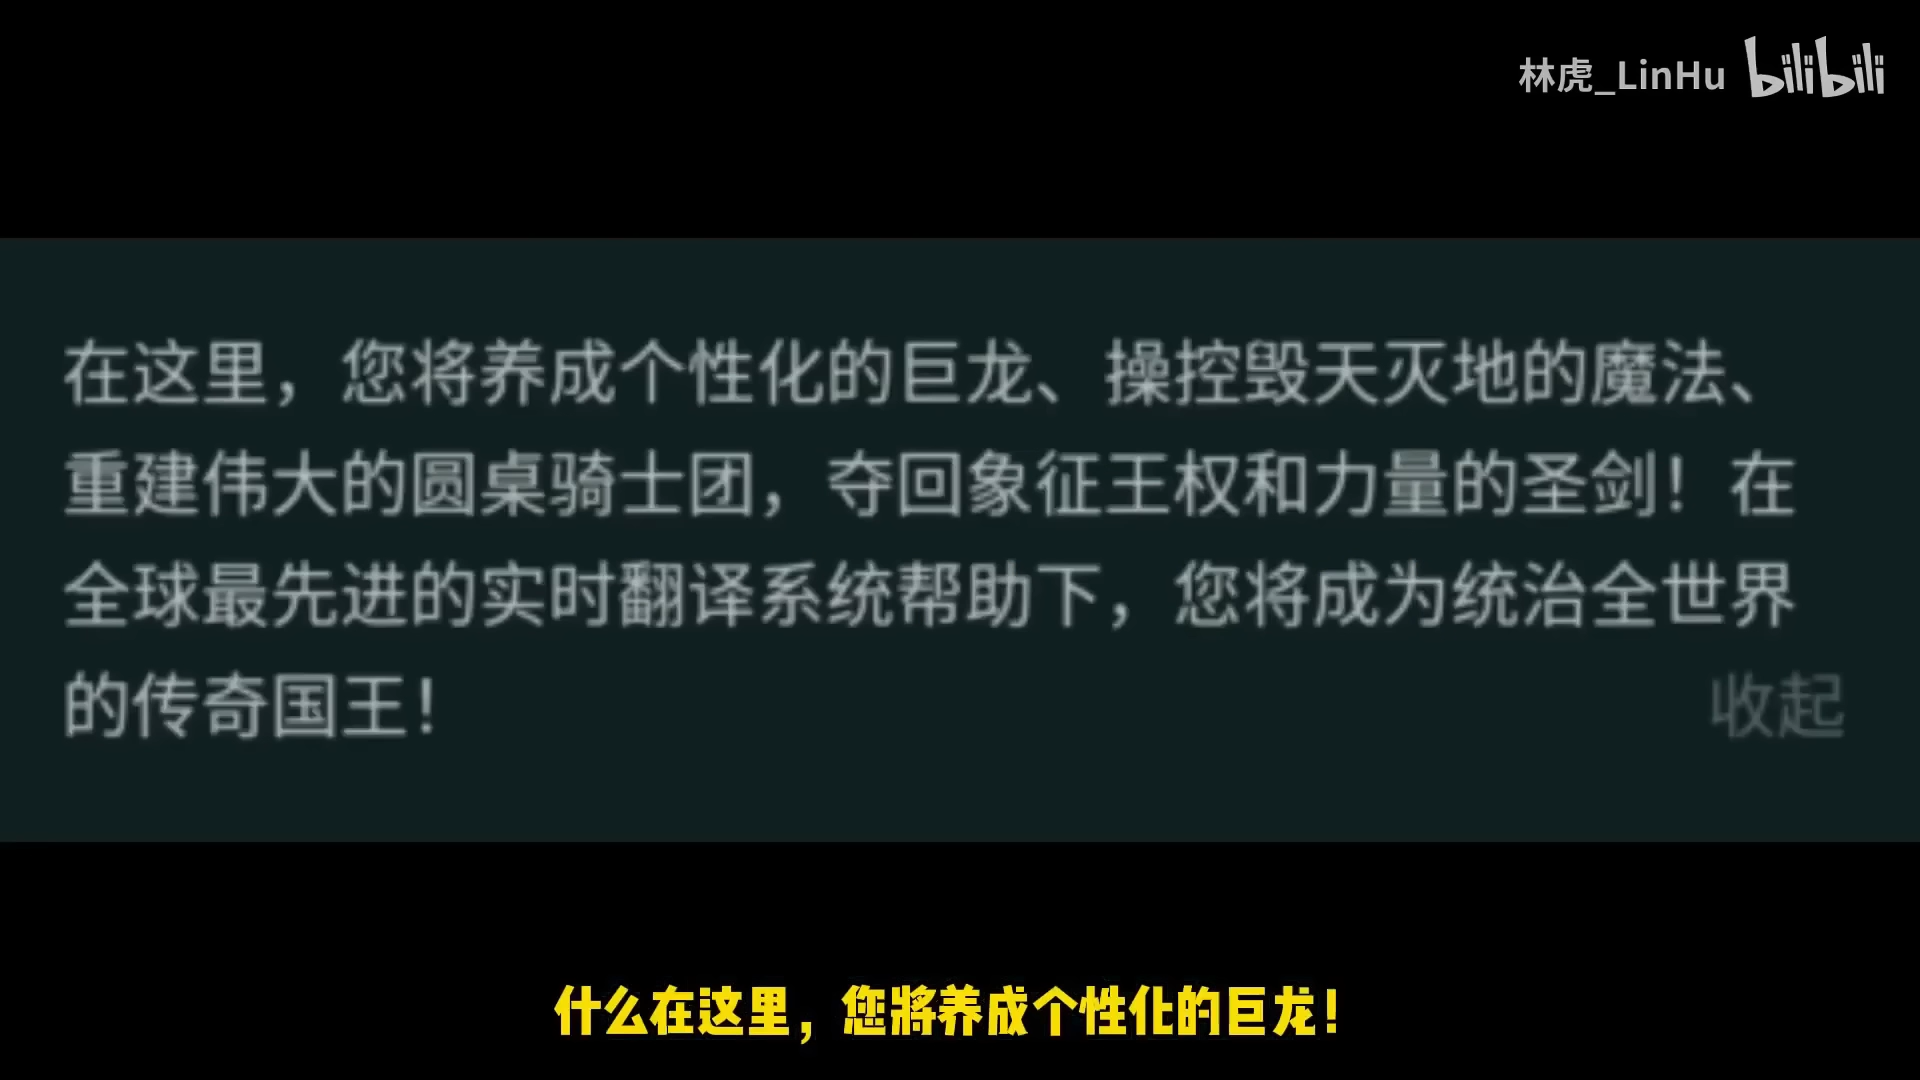 林虎_LinHu bilibili
在这里，您将养成个性化的巨龙、操控毁天灭地的魔法、
重建伟大的圆桌骑士团，夺回象征王权和力量的圣剑！在
全球最先进的实时翻译系统帮助下，您将成为统治全世界
的传奇国王！ 收起
什么在这里，您將养成个性化的巨龙！